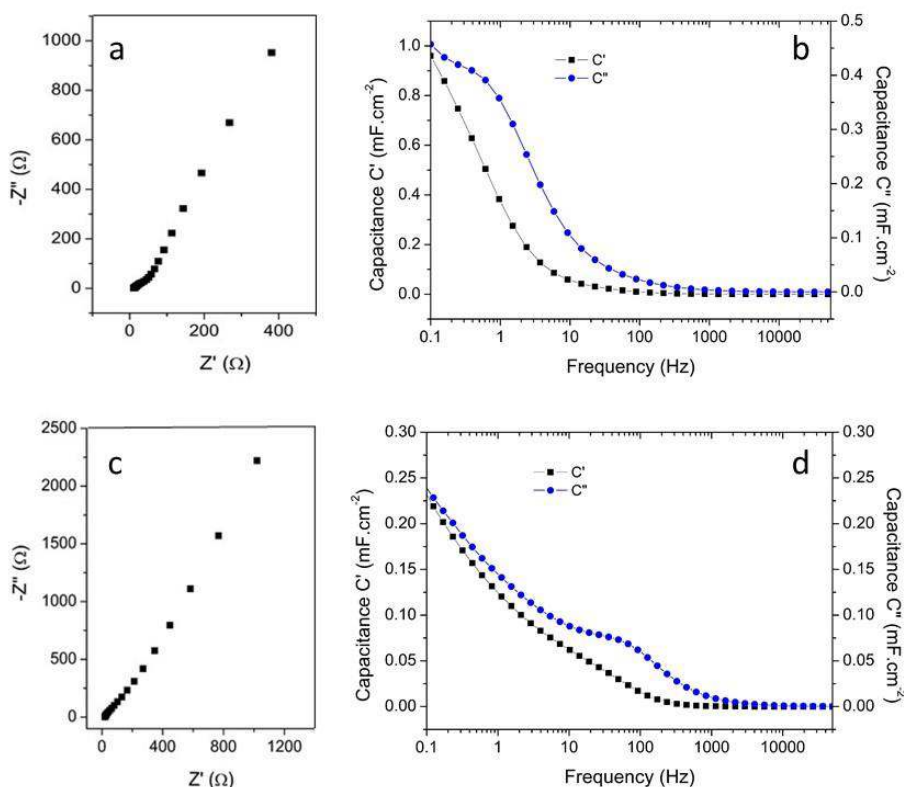 a
1000
800
600
400
200
0
-Z'' (Ω)
0 200 400
Z' (Ω)
b
C'
C''
1.0
0.8
0.6
0.4
0.2
0.0
Capacitance C' (mF.cm-2)
0.5
0.4
0.3
0.2
0.1
0.0
Capacitance C'' (mF.cm-2)
0.1 1 10 100 1000 10000
Frequency (Hz)
c
2500
2000
1500
1000
500
0
-Z'' (Ω)
0 400 800 1200
Z' (Ω)
d
C'
C''
0.30
0.25
0.20
0.15
0.10
0.05
0.00
Capacitance C' (mF.cm-2)
0.30
0.25
0.20
0.15
0.10
0.05
0.00
Capacitance C'' (mF.cm-2)
0.1 1 10 100 1000 10000
Frequency (Hz)